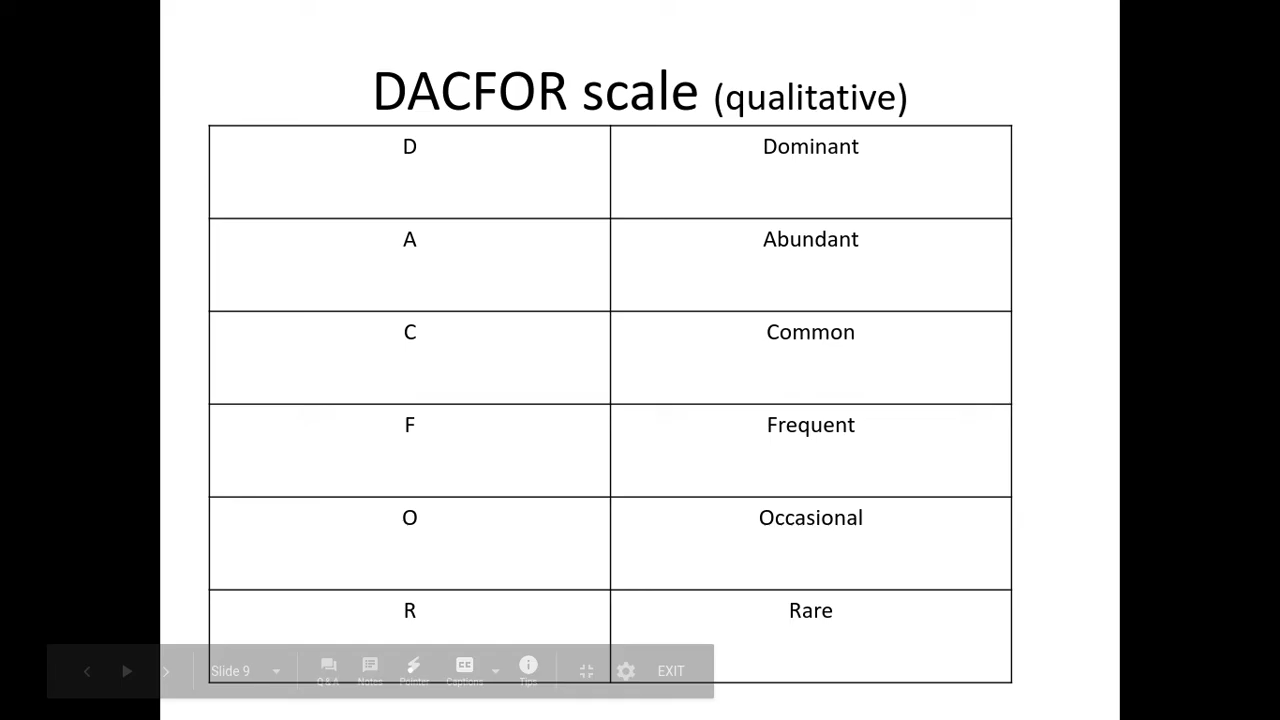 DACFOR scale (qualitative)
D Dominant
A Abundant
C Common
F Frequent
O Occasional
R Rare
Slide 9 Q & A Notes Pointer Captions Tips EXIT